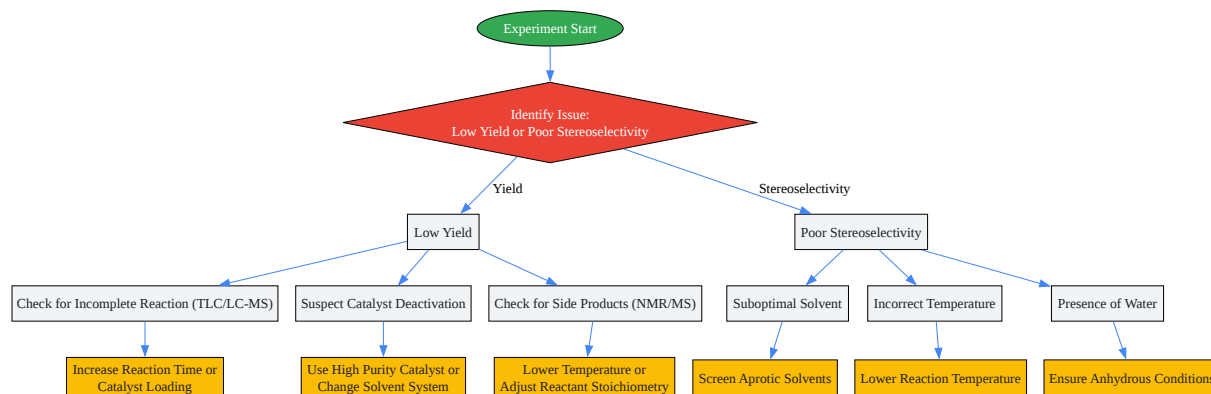 Experiment Start
Identify Issue:
Low Yield or Poor Stereoselectivity
Yield
Stereoselectivity
Low Yield
Poor Stereoselectivity
Check for Incomplete Reaction (TLC/LC-MS)
Suspect Catalyst Deactivation
Check for Side Products (NMR/MS)
Suboptimal Solvent
Incorrect Temperature
Presence of Water
Increase Reaction Time or
Catalyst Loading
Use High Purity Catalyst or
Change Solvent System
Lower Temperature or
Adjust Reactant Stoichiometry
Screen Aprotic Solvents
Lower Reaction Temperature
Ensure Anhydrous Conditions